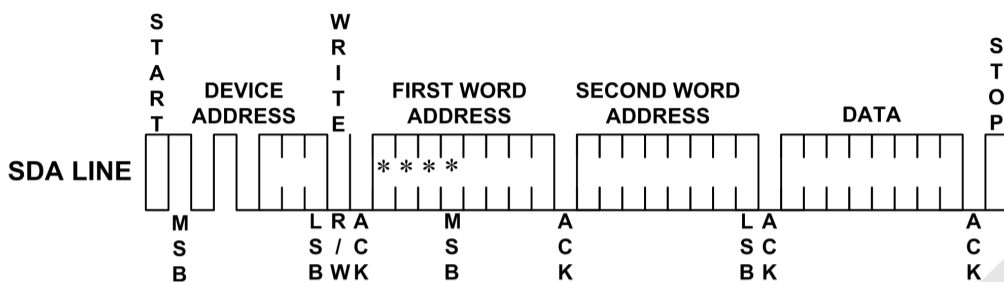 START
WRITE
STOP
DEVICE
ADDRESS
FIRST WORD
ADDRESS
SECOND WORD
ADDRESS
DATA
SDA LINE
* * * *
MSB
LSB
R/W
ACK
MSB
ACK
LSB
ACK
ACK